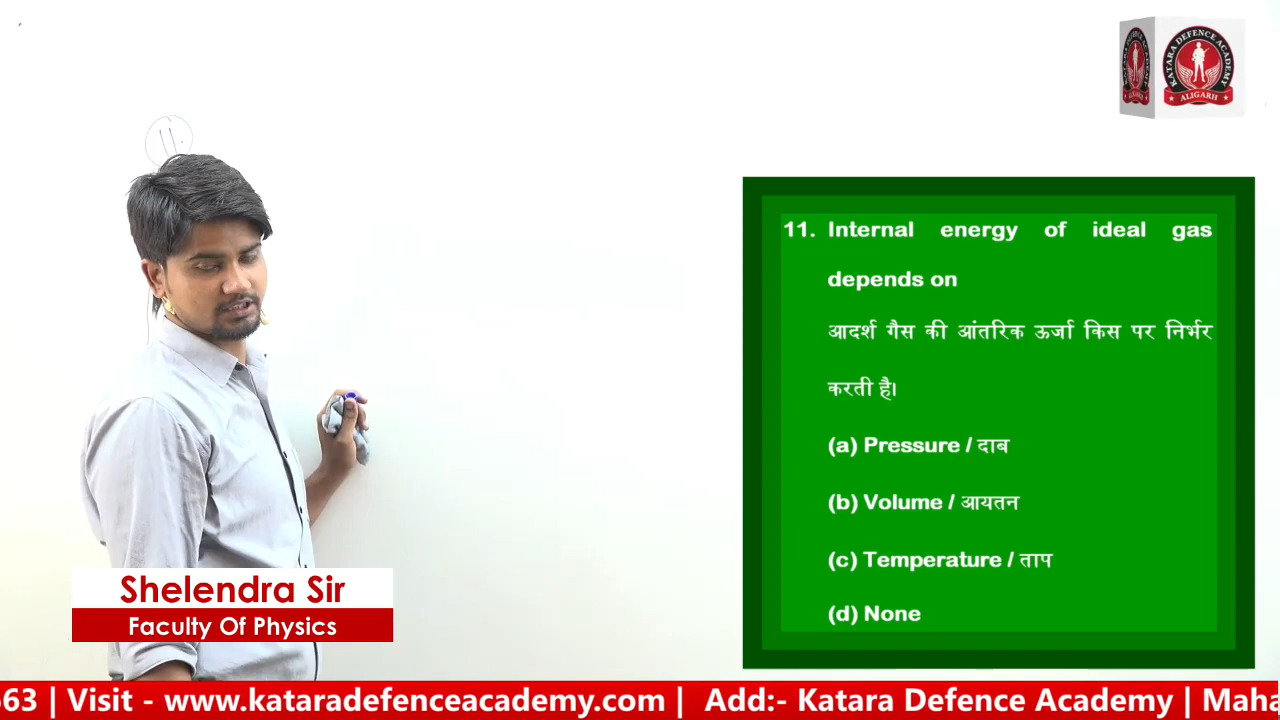 KATARA DEFENCE ACADEMY
ALIGARH
11.
11. Internal energy of ideal gas
depends on
आदर्श गैस की आंतरिक ऊर्जा किस पर निर्भर
करती है।
(a) Pressure / दाब
(b) Volume / आयतन
(c) Temperature / ताप
(d) None
Shelendra Sir
Faculty Of Physics
63 | Visit - www.kataradefenceacademy.com | Add:- Katara Defence Academy | Maha